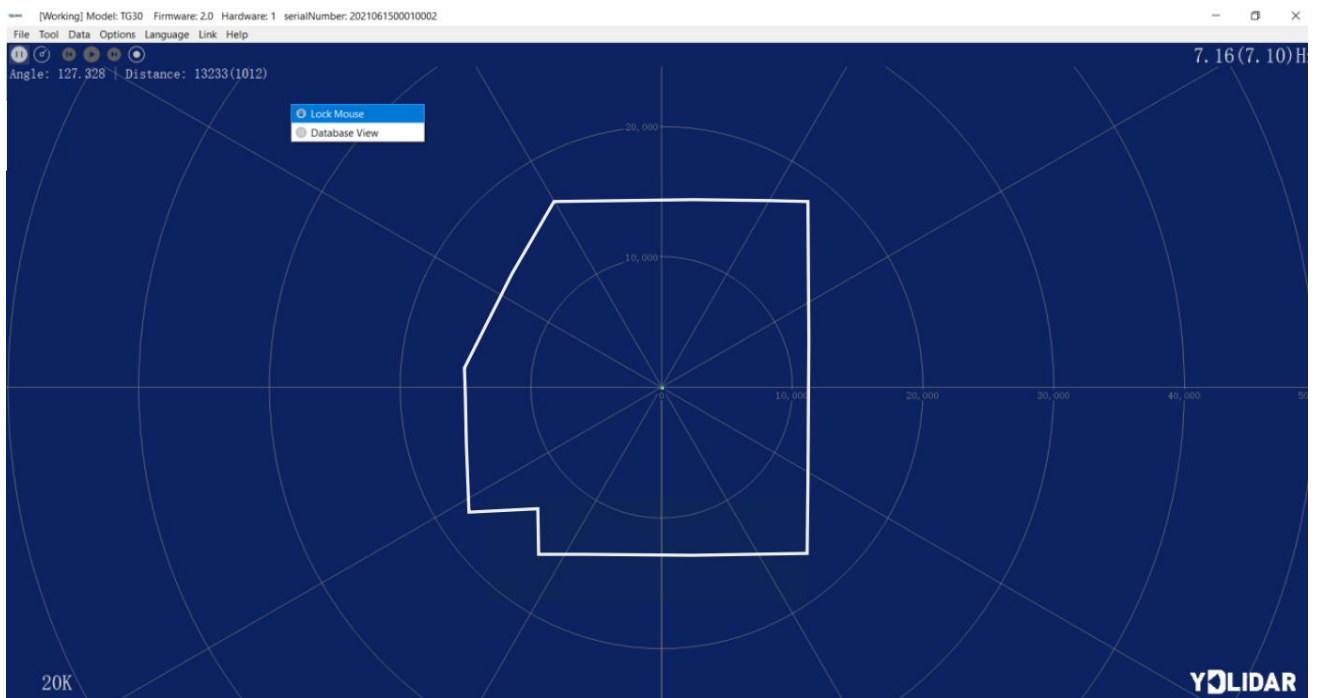 [Working] Model: TG30 Firmware: 2.0 Hardware: 1 serialNumber: 2021061500010002
File Tool Data Options Language Link Help
7.16(7.10)H
Angle: 127.328 | Distance: 13233(1012)
Lock Mouse
Database View
20,000
10,000
0 10,000 20,000 30,000 40,000 50
20K
YDLIDAR